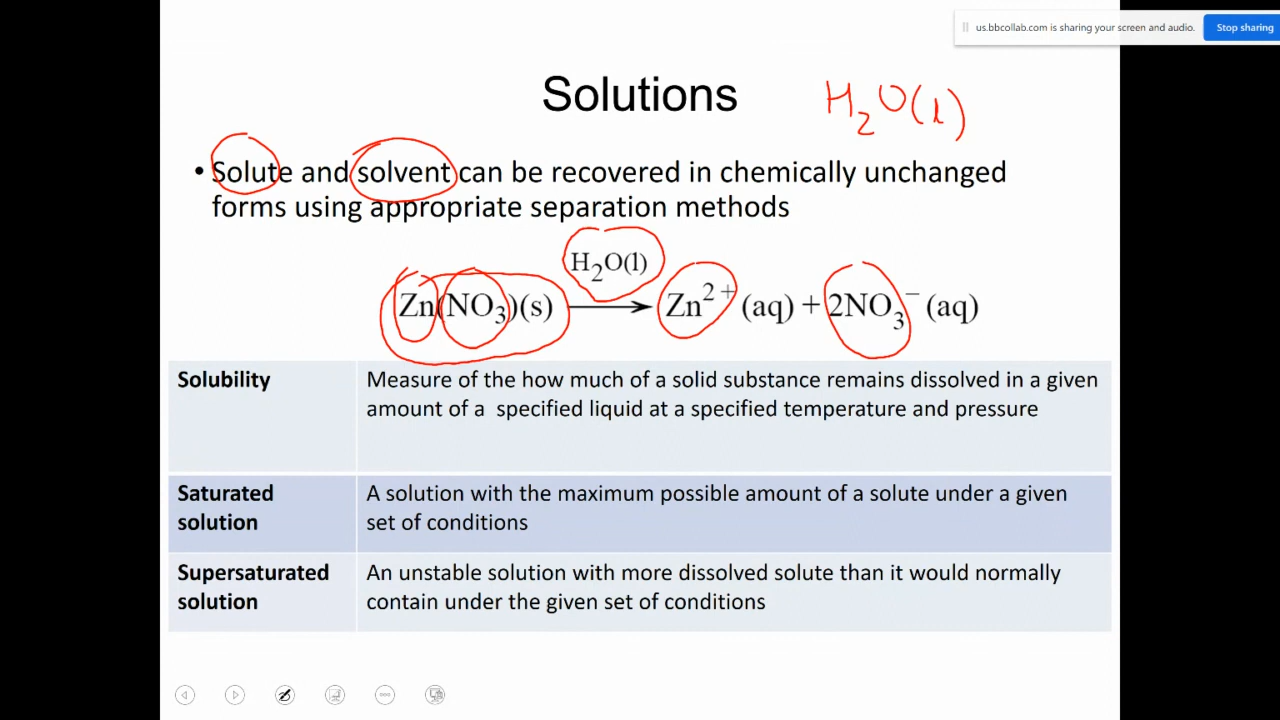 us.bbcollab.com is sharing your screen and audio. Stop sharing
Solutions
H₂O(l)
• Solute and solvent can be recovered in chemically unchanged
forms using appropriate separation methods
H₂O(l)
Zn(NO₃)(s) ⟶ Zn²⁺ (aq) + 2NO₃⁻ (aq)
Solubility
Measure of the how much of a solid substance remains dissolved in a given
amount of a specified liquid at a specified temperature and pressure
Saturated
solution
A solution with the maximum possible amount of a solute under a given
set of conditions
Supersaturated
solution
An unstable solution with more dissolved solute than it would normally
contain under the given set of conditions